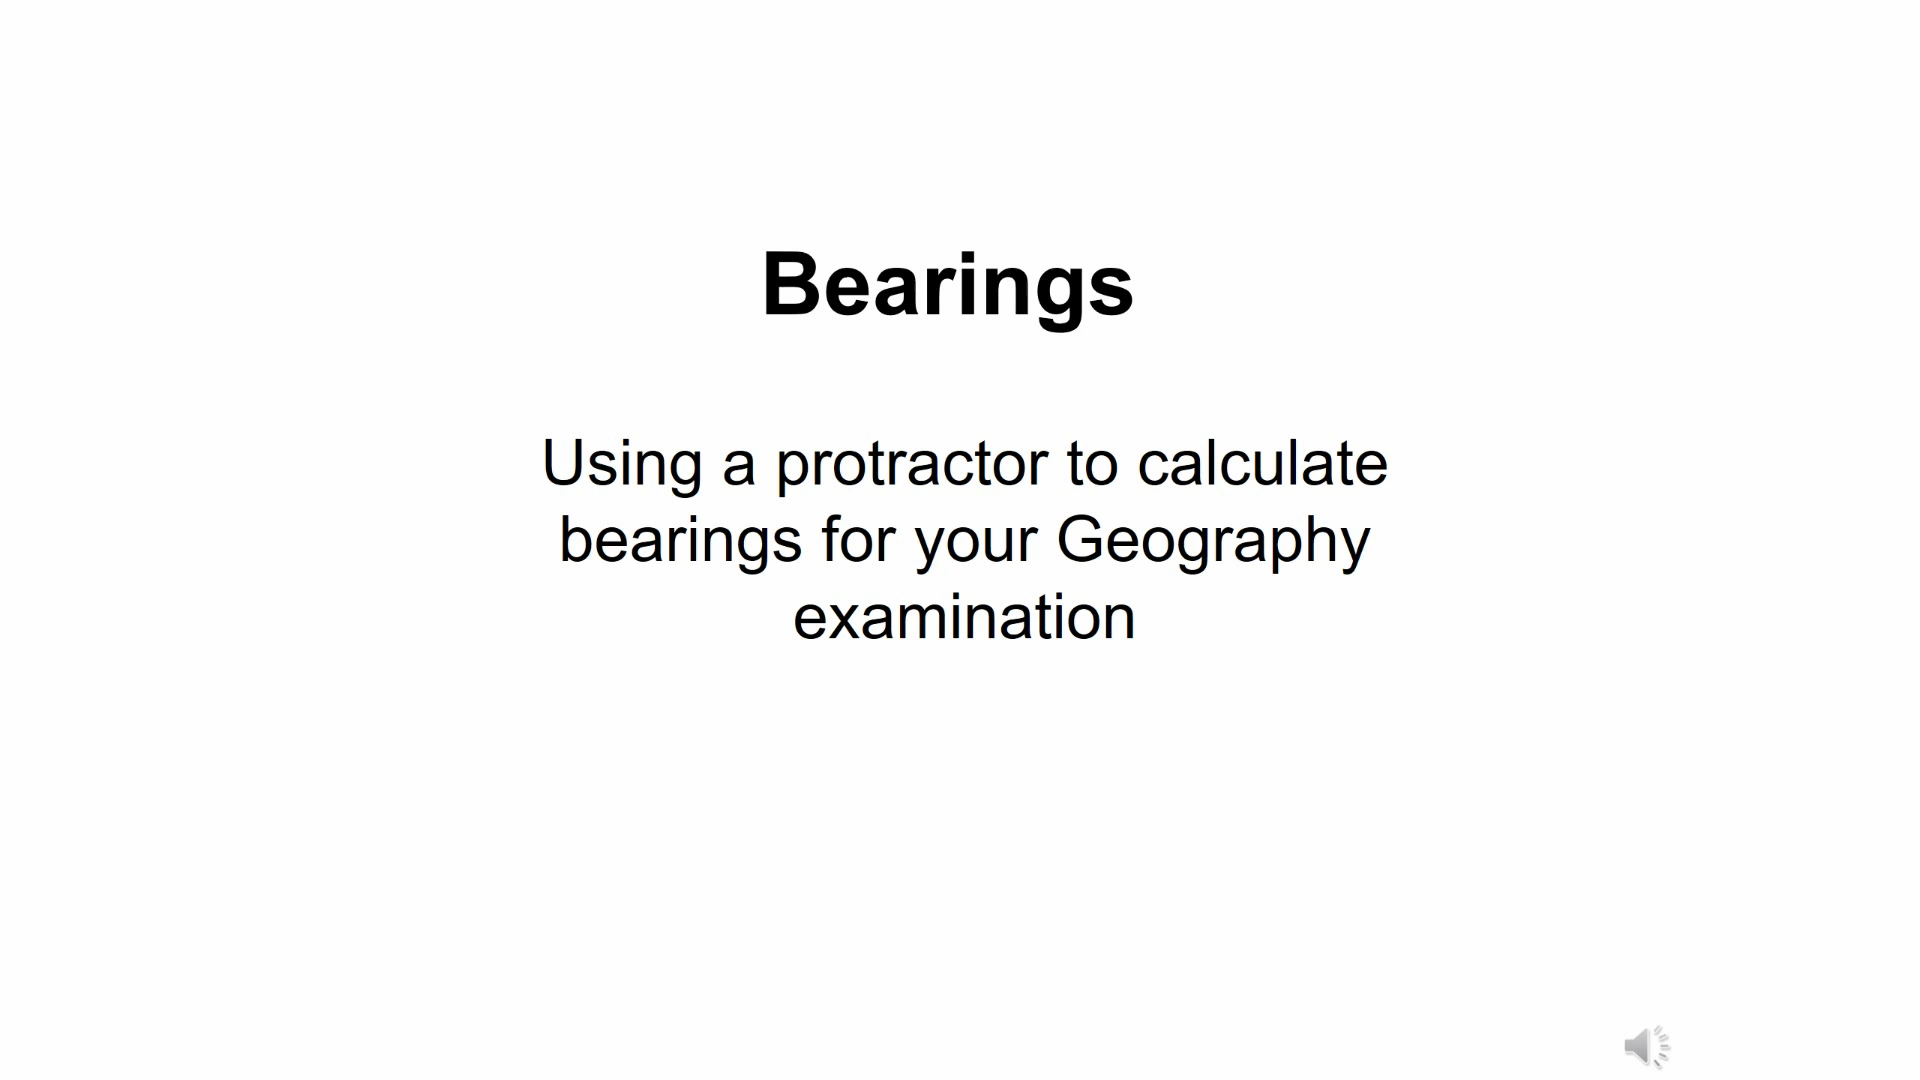 Bearings
Using a protractor to calculate
bearings for your Geography
examination